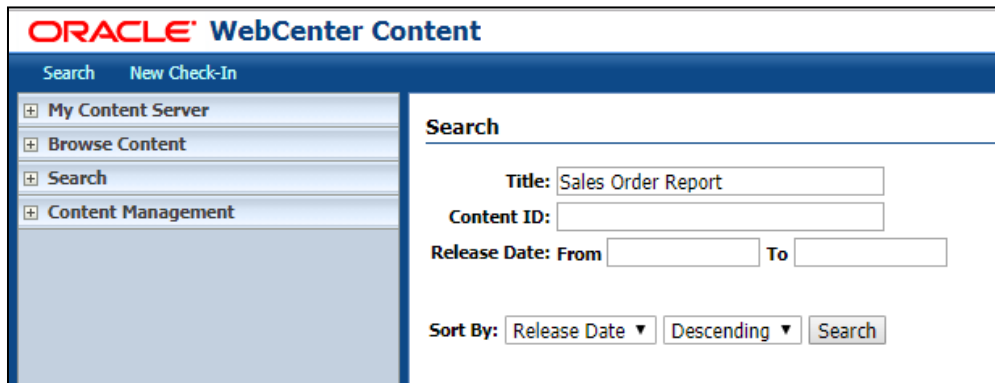 ORACLE WebCenter Content
Search New Check-In
My Content Server
Browse Content
Search
Content Management
Search
Title: Sales Order Report
Content ID:
Release Date: From To
Sort By: Release Date Descending Search